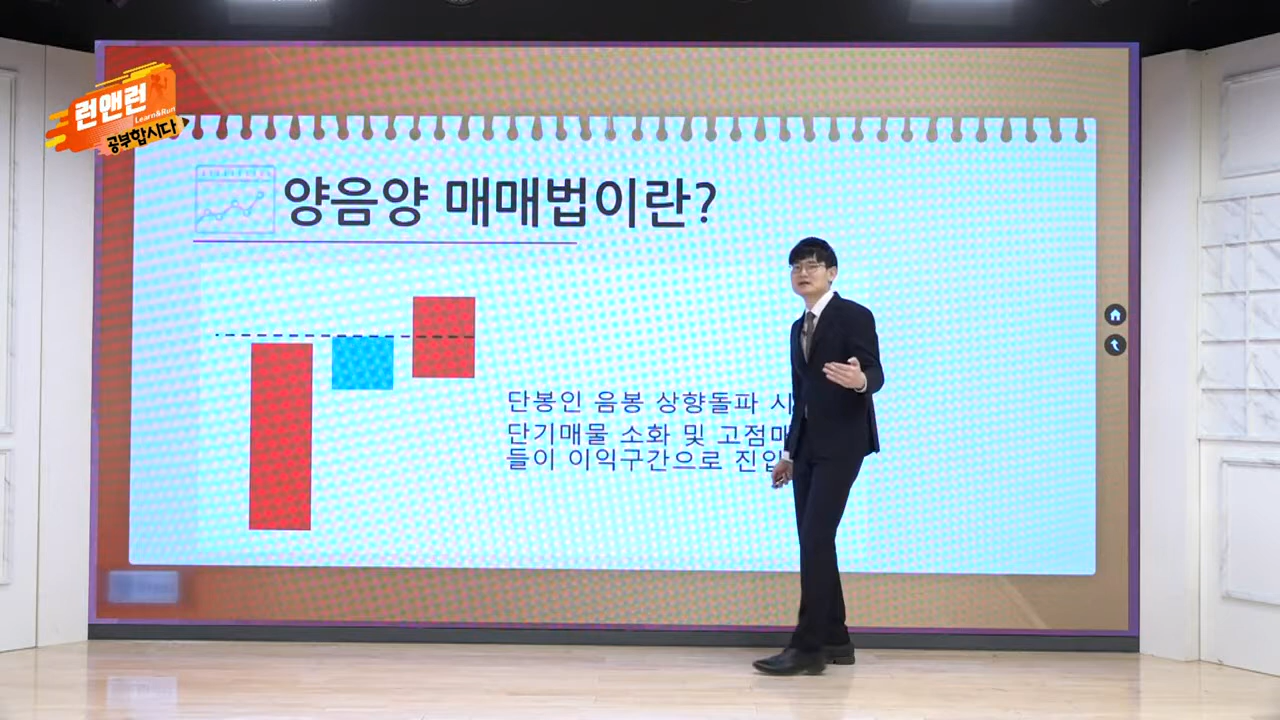 런앤런
Learn&Run
공부합시다
양음양 매매법이란?
단봉인 음봉 상향돌파 시
단기매물 소화 및 고점매
들이 이익구간으로 진입